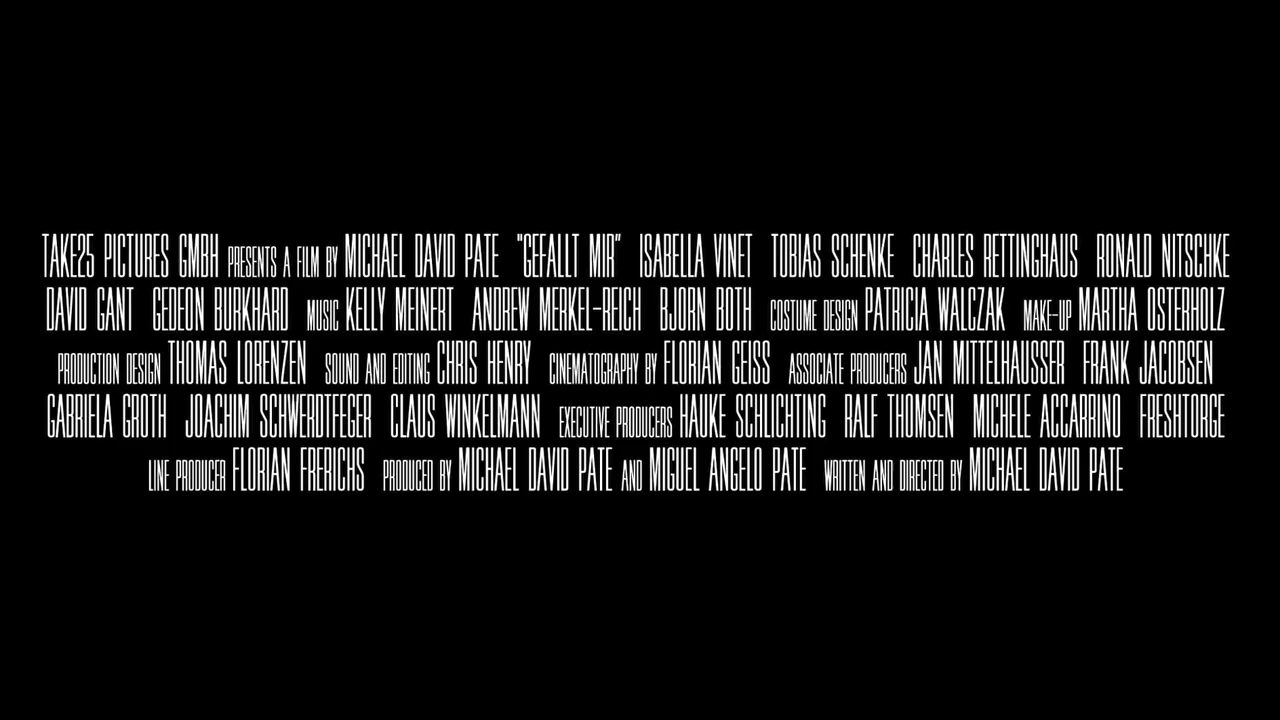 TAKE25 PICTURES GMBH PRESENTS A FILM BY MICHAEL DAVID PATE "GEFALLT MIR" ISABELLA VINET TOBIAS SCHENKE CHARLES RETTINGHAUS RONALD NITSCHKE
DAVID GANT GEDEON BURKHARD MUSIC KELLY MEINERT ANDREW MERKEL-REICH BJORN BOTH COSTUME DESIGN PATRICIA WALCZAK MAKE-UP MARTHA OSTERHOLZ
PRODUCTION DESIGN THOMAS LORENZEN SOUND AND EDITING CHRIS HENRY CINEMATOGRAPHY BY FLORIAN GEISS ASSOCIATE PRODUCERS JAN MITTELHAUSSER FRANK JACOBSEN
GABRIELA GROTH JOACHIM SCHWERDTFEGER CLAUS WINKELMANN EXECUTIVE PRODUCERS HAUKE SCHLICHTING RALF THOMSEN MICHELE ACCARRINO FRESHTORGE
LINE PRODUCER FLORIAN FRERICHS PRODUCED BY MICHAEL DAVID PATE AND MIGUEL ANGELO PATE WRITTEN AND DIRECTED BY MICHAEL DAVID PATE